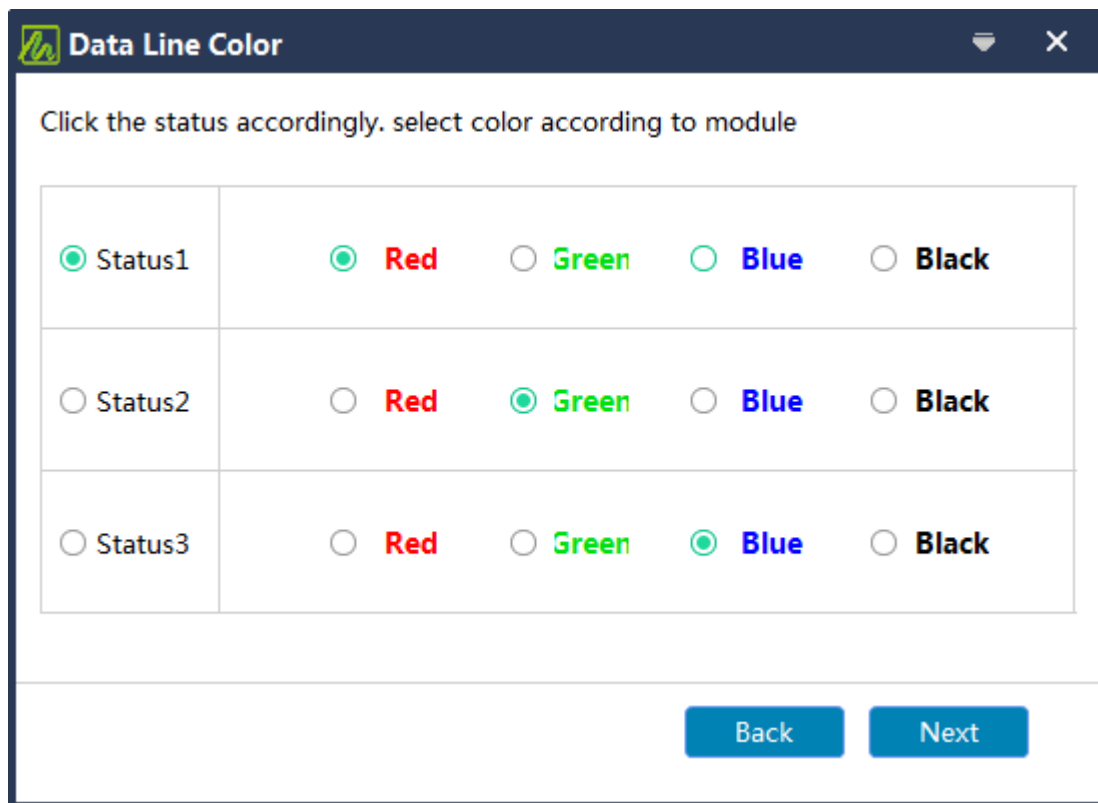 Data Line Color
Click the status accordingly. select color according to module
Status1 Red Green Blue Black
Status2 Red Green Blue Black
Status3 Red Green Blue Black
Back Next